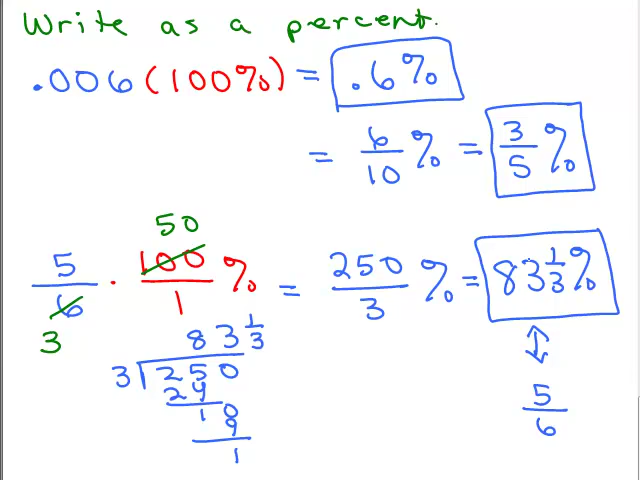 Write as a percent.
.006 (100%) = .6%
= 6/10 % = 3/5 %
50
5/6 · 100/1 % = 250/3 % = 83 1/3 %
3
83 1/3
3 250
24
10
9
1
5/6